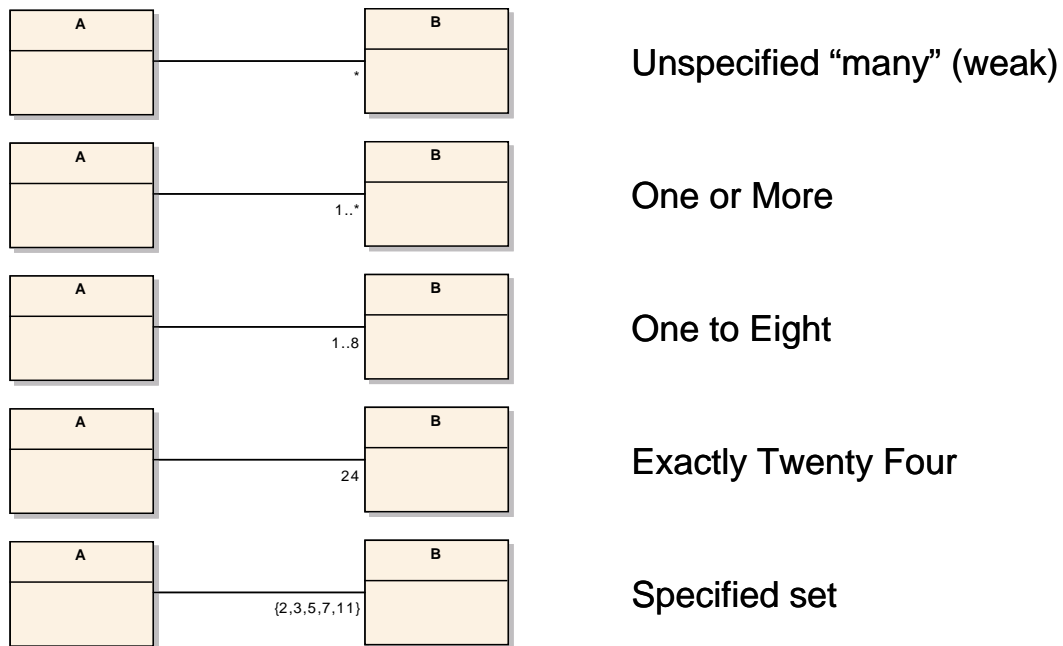 A
B
*
Unspecified “many” (weak)
A
B
1..*
One or More
A
B
1..8
One to Eight
A
B
24
Exactly Twenty Four
A
B
{2,3,5,7,11}
Specified set